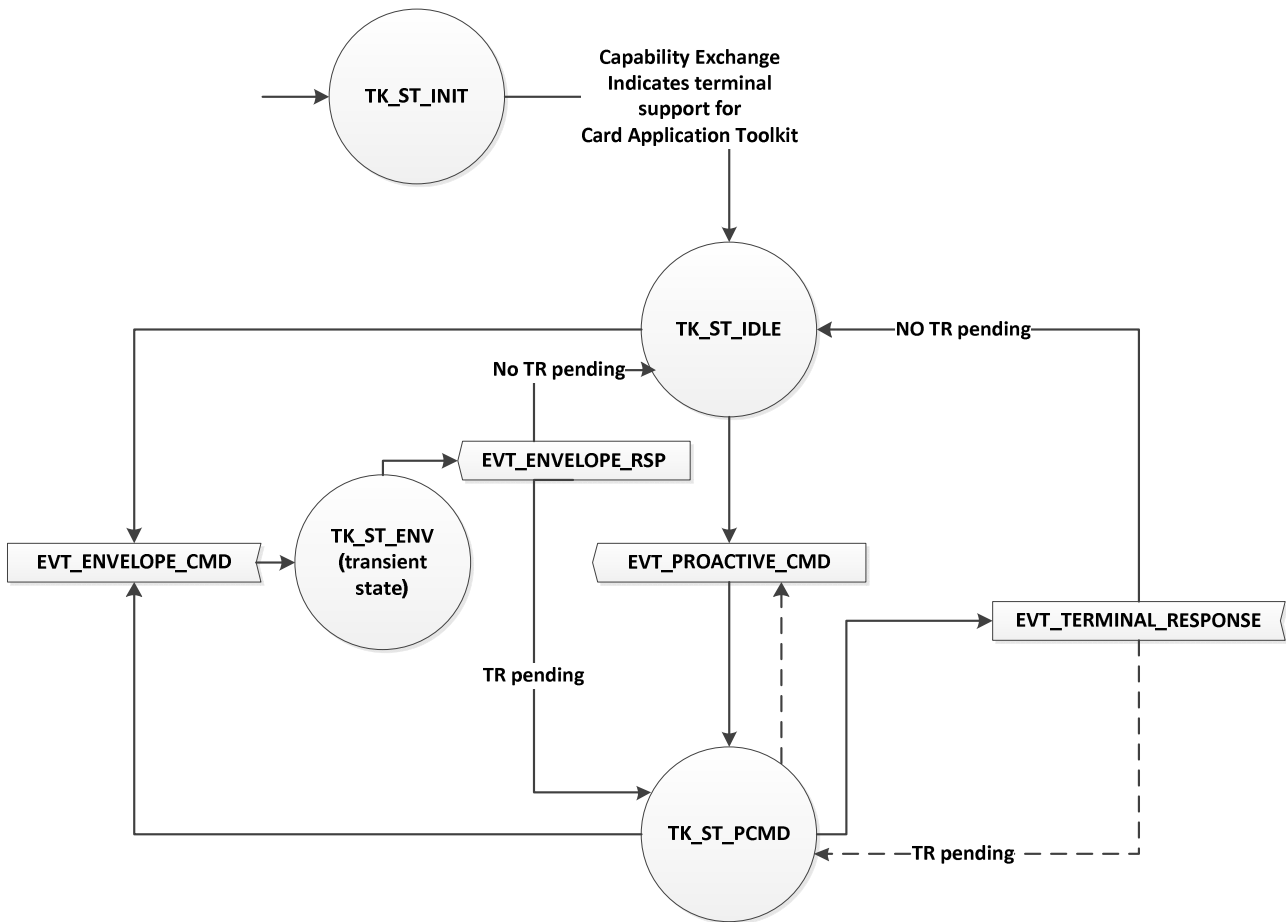 TK_ST_INIT
Capability Exchange
Indicates terminal
support for
Card Application Toolkit
TK_ST_IDLE
NO TR pending
No TR pending
EVT_ENVELOPE_RSP
TK_ST_ENV
(transient
state)
EVT_ENVELOPE_CMD
EVT_PROACTIVE_CMD
EVT_TERMINAL_RESPONSE
TR pending
TK_ST_PCMD
TR pending